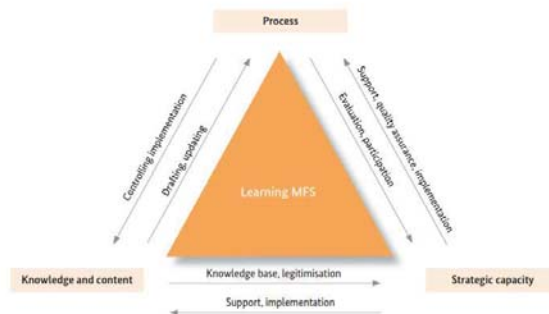 Process
Controlling implementation
Drafting, updating
Learning MFS
Evaluation, participation
Support, quality assurance, implementation
Knowledge and content
Knowledge base, legitimisation
Strategic capacity
Support, implementation